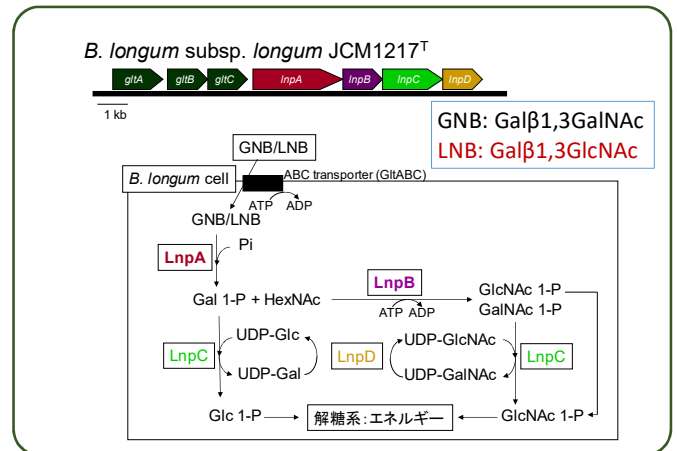 B. longum subsp. longum JCM1217ᵀ
gltA gltB gltC lnpA lnpB lnpC lnpD
1 kb
GNB: Galβ1,3GalNAc
LNB: Galβ1,3GlcNAc
GNB/LNB
B. longum cell
ABC transporter (GltABC)
ATP ADP
GNB/LNB
Pi
LnpA
LnpB
Gal 1-P + HexNAc
GlcNAc 1-P
GalNAc 1-P
ATP ADP
UDP-Glc
UDP-GlcNAc
LnpC
LnpD
LnpC
UDP-Gal
UDP-GalNAc
Glc 1-P
解糖系:エネルギー
GlcNAc 1-P